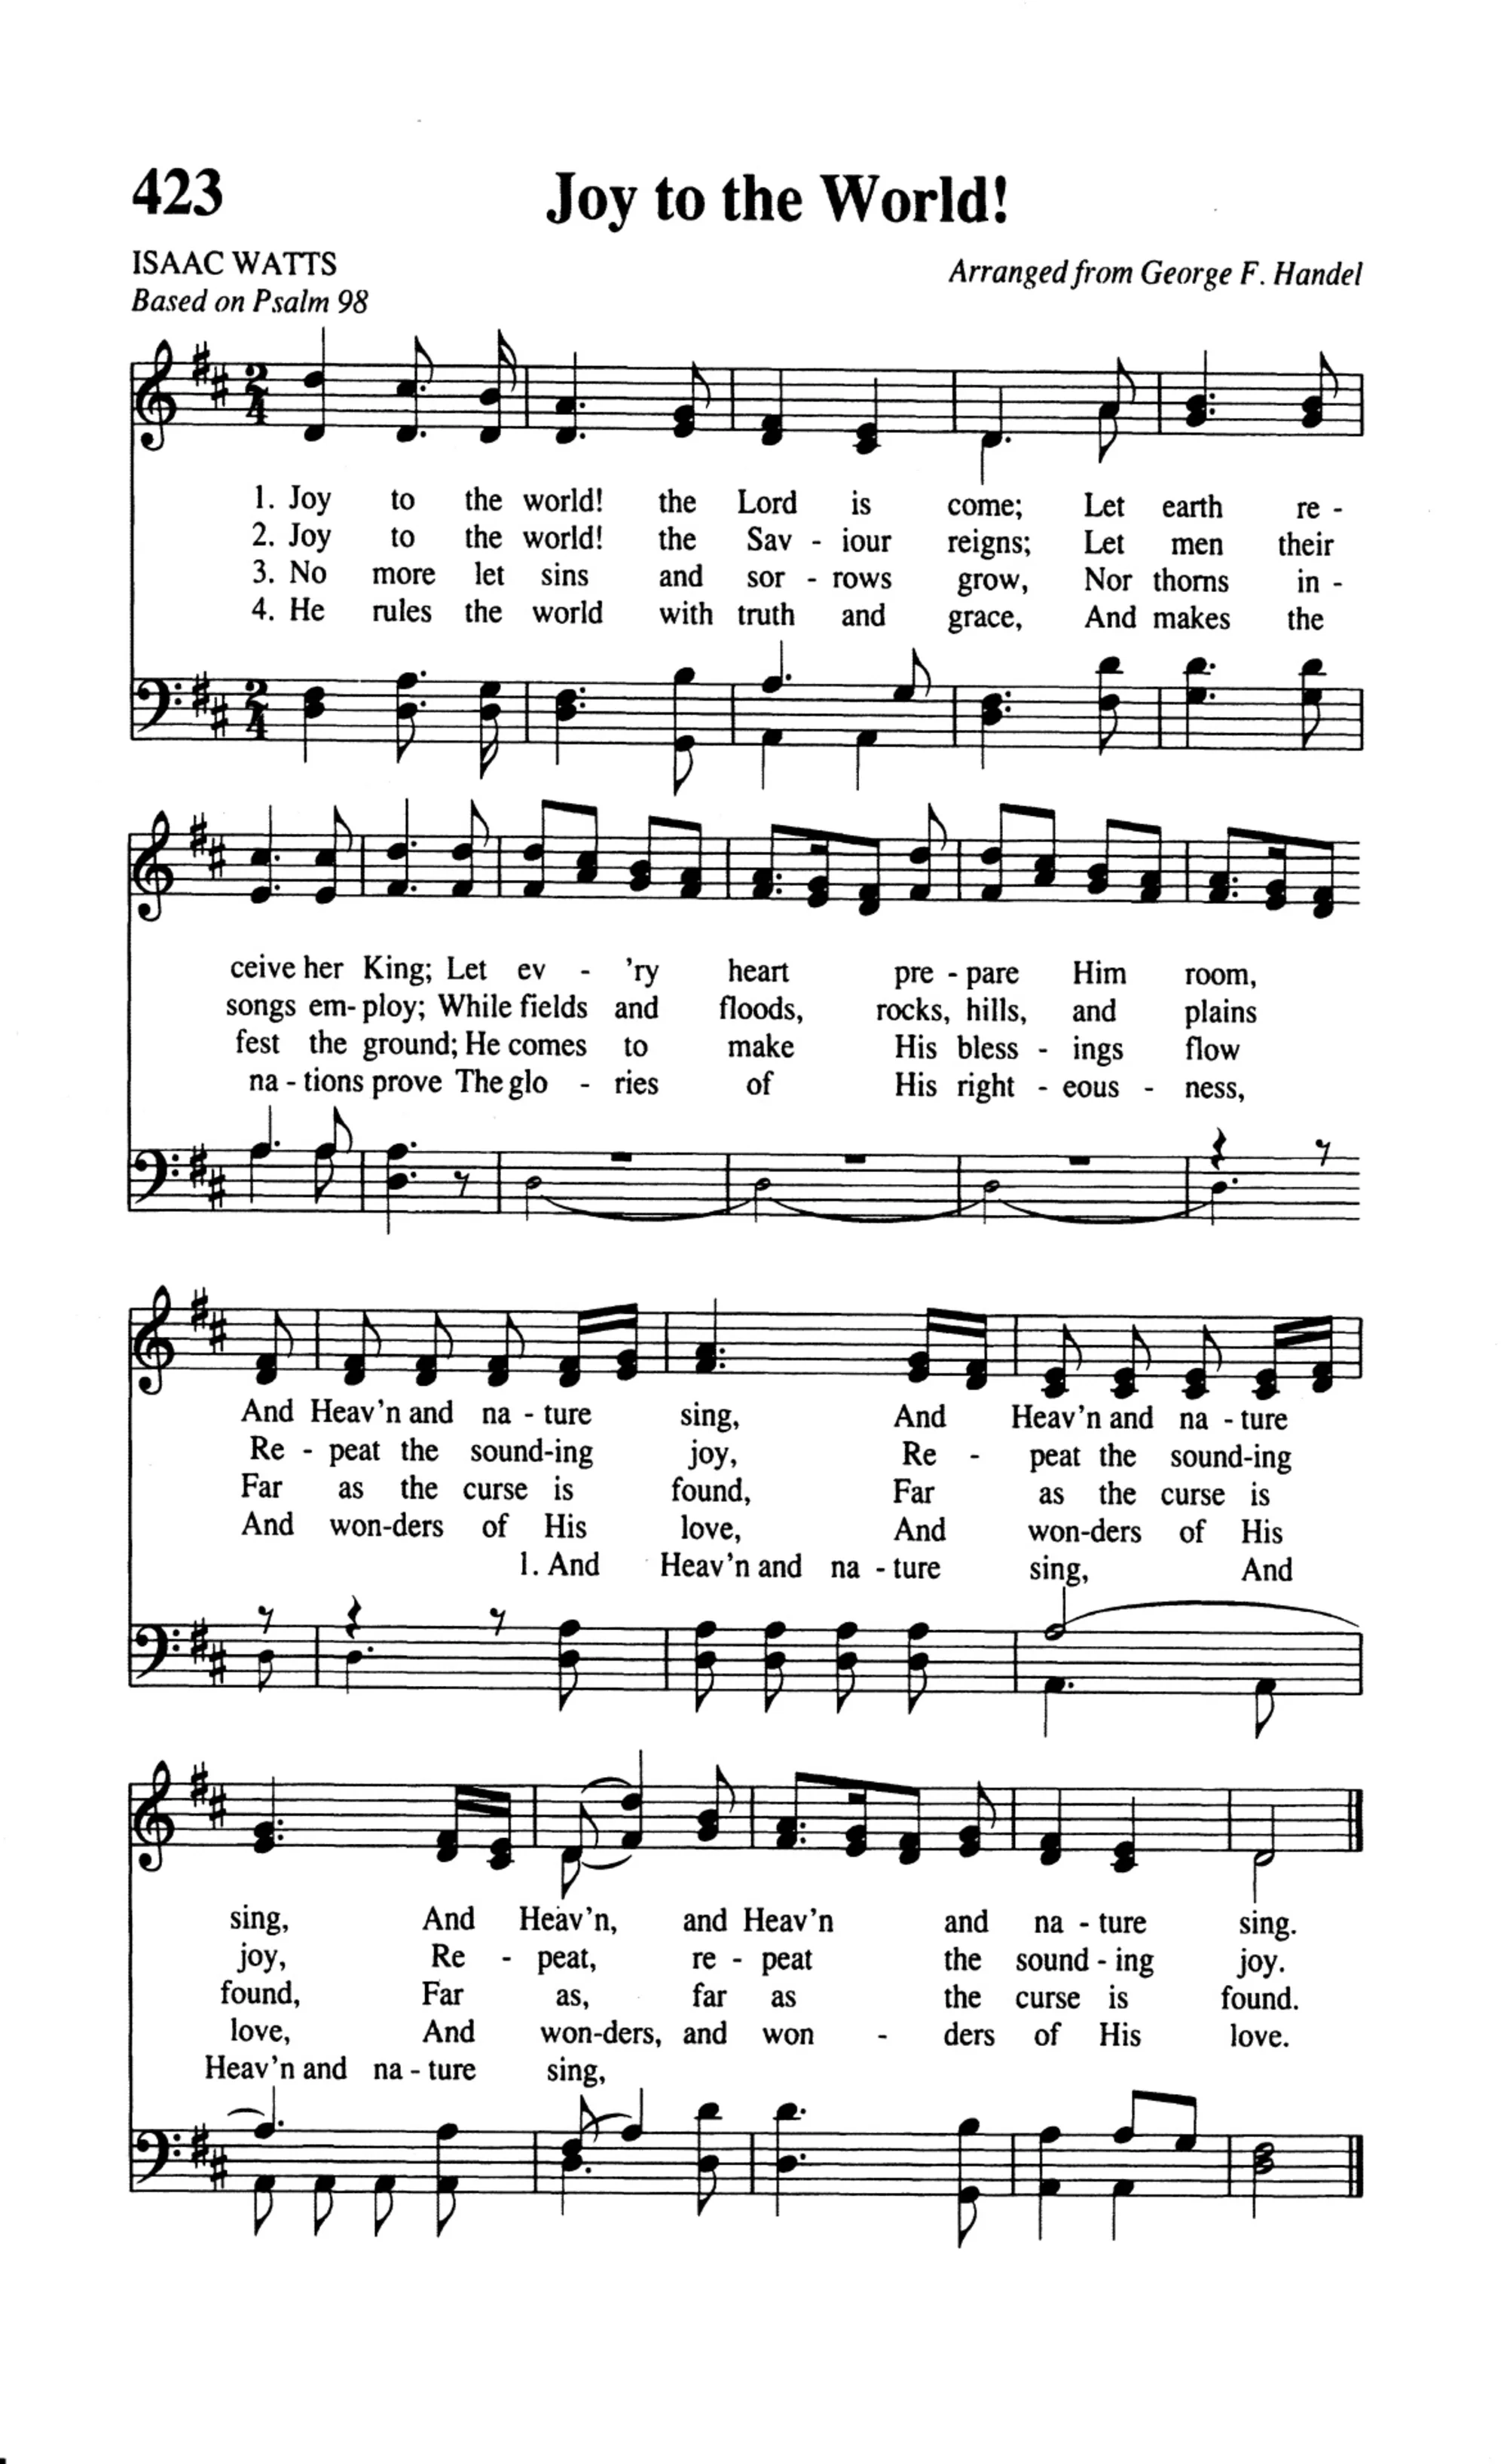 423 Joy to the World!
ISAAC WATTS
Arranged from George F. Handel
Based on Psalm 98
1. Joy to the world! the Lord is come; Let earth re -
2. Joy to the world! the Sav - iour reigns; Let men their
3. No more let sins and sor - rows grow, Nor thorns in -
4. He rules the world with truth and grace, And makes the
ceive her King; Let ev - 'ry heart pre - pare Him room,
songs em- ploy; While fields and floods, rocks, hills, and plains
fest the ground; He comes to make His bless - ings flow
na - tions prove The glo - ries of His right - eous - ness,
And Heav'n and na - ture sing, And Heav'n and na - ture
Re - peat the sound-ing joy, Re - peat the sound-ing
Far as the curse is found, Far as the curse is
And won-ders of His love, And won-ders of His
1. And Heav'n and na - ture sing, And
sing, And Heav'n, and Heav'n and na - ture sing.
joy, Re - peat, re - peat the sound - ing joy.
found, Far as, far as the curse is found.
love, And won-ders, and won - ders of His love.
Heav'n and na - ture sing,